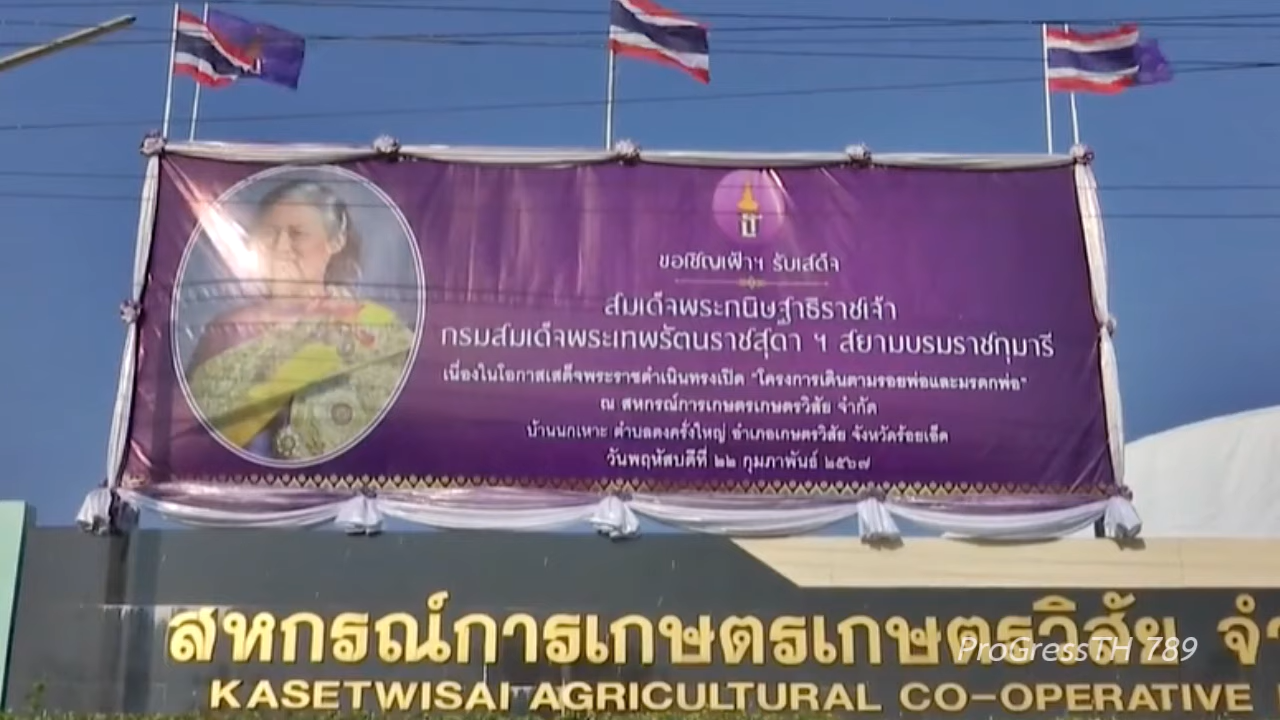 ขอเชิญเฝ้าฯ รับเสด็จ
สมเด็จพระกนิษฐาธิราชเจ้า
กรมสมเด็จพระเทพรัตนราชสุดา ฯ สยามบรมราชกุมารี
เนื่องในโอกาสเสด็จพระราชดำเนินทรงเปิด "โครงการเดินตามรอยพ่อและมรดกพ่อ"
ณ สหกรณ์การเกษตรเกษตรวิสัย จำกัด
บ้านนกเหาะ ตำบลดงครั่งใหญ่ อำเภอเกษตรวิสัย จังหวัดร้อยเอ็ด
วันพฤหัสบดีที่ ๒๒ กุมภาพันธ์ ๒๕๖๗
สหกรณ์การเกษตรเกษตรวิสัย
ProGressTH 789
KASETWISAI AGRICULTURAL CO-OPERATIVE